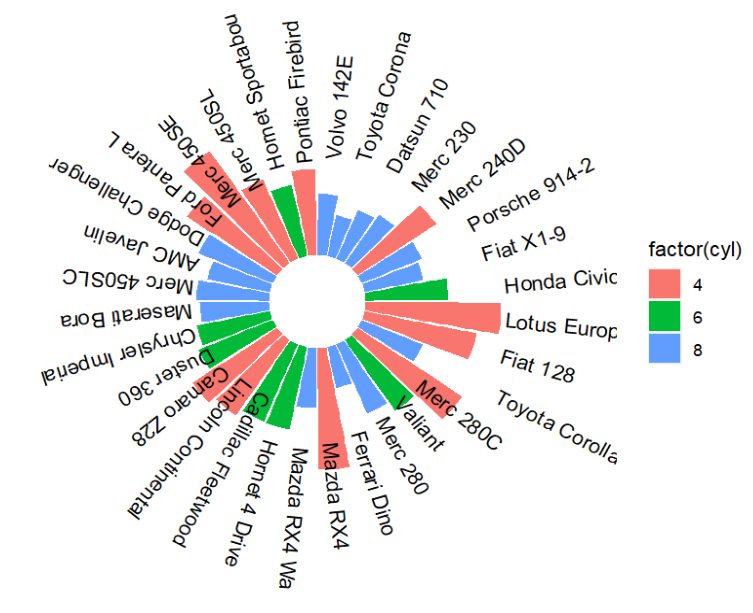 Hornet Sportabou
Pontiac Firebird
Volvo 142E
Toyota Corona
Datsun 710
Merc 230
Merc 240D
Porsche 914-2
Fiat X1-9
Honda Civic
Lotus Europ
Fiat 128
Toyota Corolla
Merc 280C
Valiant
Merc 280
Ferrari Dino
Mazda RX4
Mazda RX4 Wa
Hornet 4 Drive
Cadillac Fleetwood
Lincoln Continental
Camaro Z28
Duster 360
Chrysler Imperial
Maserati Bora
Merc 450SLC
AMC Javelin
Dodge Challenger
Ford Pantera L
Merc 450SE
Merc 450SL
factor(cyl)
4
6
8